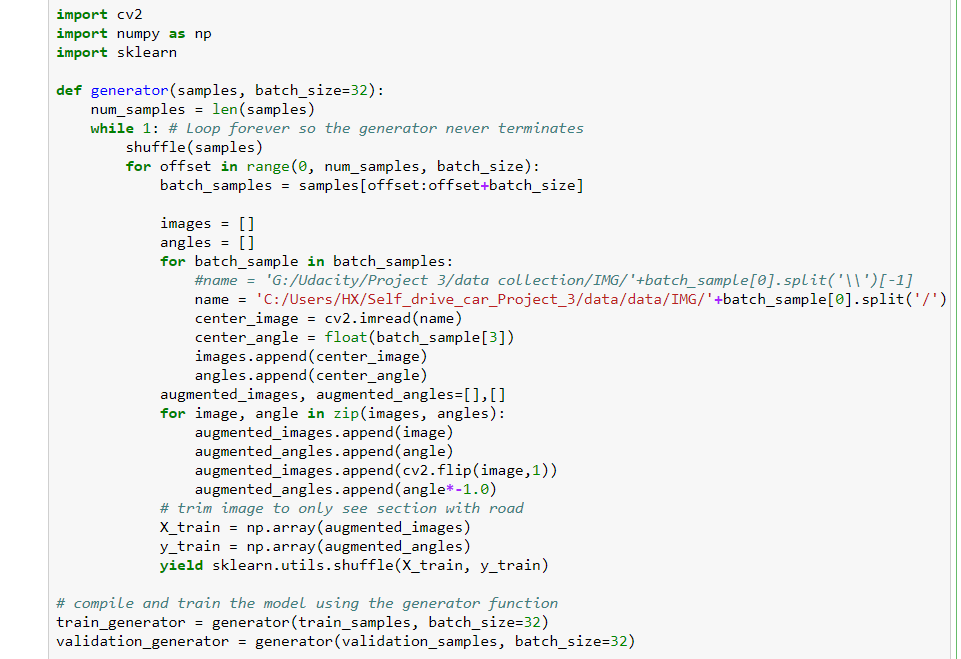 import cv2
import numpy as np
import sklearn

def generator(samples, batch_size=32):
    num_samples = len(samples)
    while 1: # Loop forever so the generator never terminates
        shuffle(samples)
        for offset in range(0, num_samples, batch_size):
            batch_samples = samples[offset:offset+batch_size]

            images = []
            angles = []
            for batch_sample in batch_samples:
                #name = 'G:/Udacity/Project 3/data collection/IMG/'+batch_sample[0].split('\\')[-1]
                name = 'C:/Users/HX/Self_drive_car_Project_3/data/data/IMG/'+batch_sample[0].split('/')
                center_image = cv2.imread(name)
                center_angle = float(batch_sample[3])
                images.append(center_image)
                angles.append(center_angle)
            augmented_images, augmented_angles=[],[]
            for image, angle in zip(images, angles):
                augmented_images.append(image)
                augmented_angles.append(angle)
                augmented_images.append(cv2.flip(image,1))
                augmented_angles.append(angle*-1.0)
            # trim image to only see section with road
            X_train = np.array(augmented_images)
            y_train = np.array(augmented_angles)
            yield sklearn.utils.shuffle(X_train, y_train)

# compile and train the model using the generator function
train_generator = generator(train_samples, batch_size=32)
validation_generator = generator(validation_samples, batch_size=32)